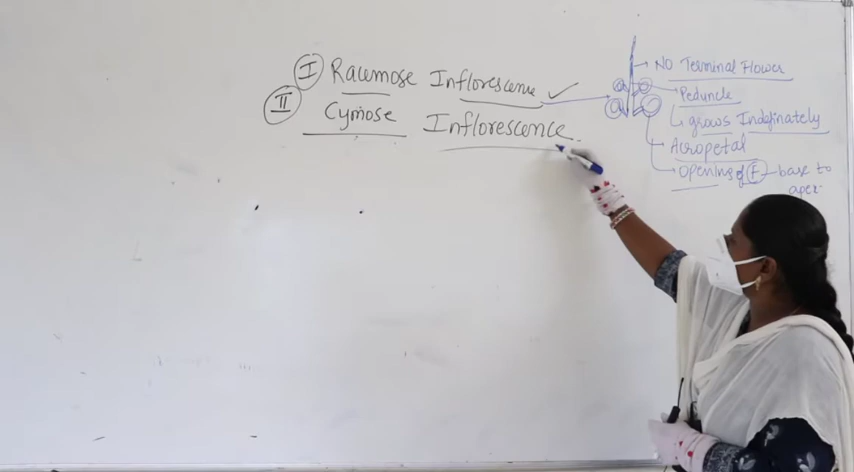 I Racemose Inflorescence ✓
II Cymose Inflorescence.
No Terminal Flower
Peduncle
grows Indefinately
Acropetal
opening of F - base to
apex.